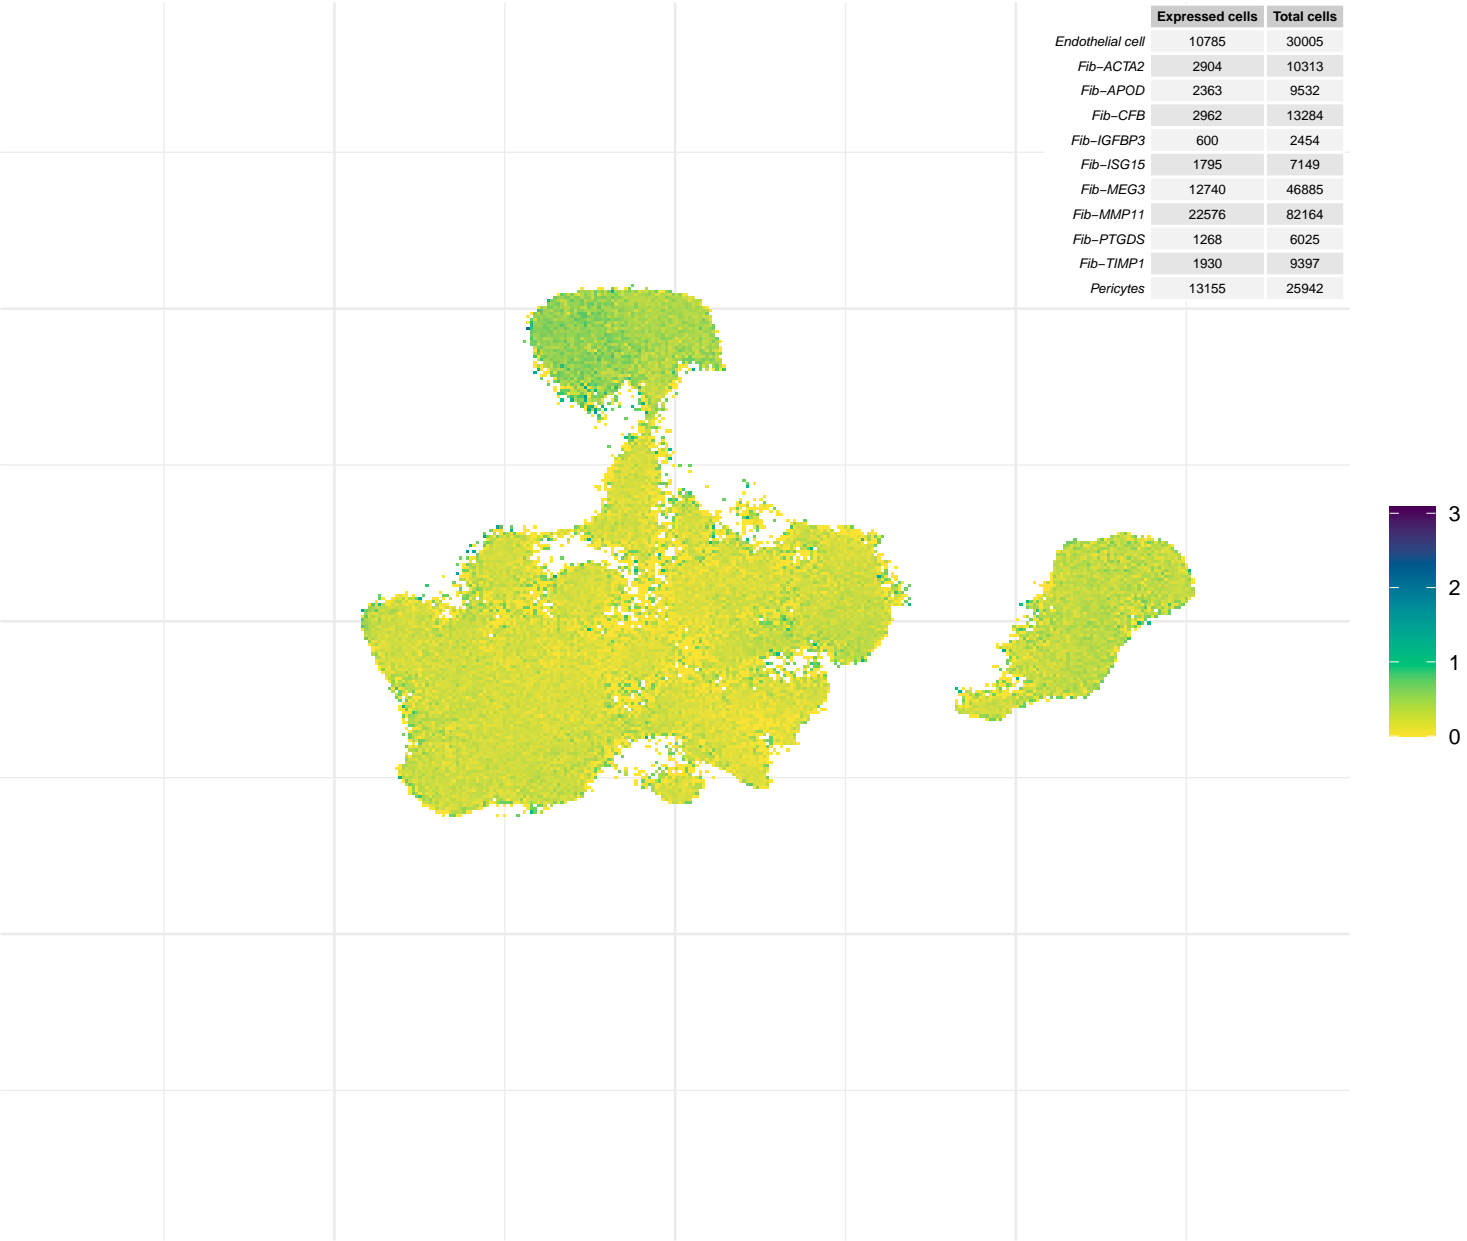 Expressed cells Total cells
Endothelial cell 10785 30005
Fib−ACTA2 2904 10313
Fib−APOD 2363 9532
Fib−CFB 2962 13284
Fib−IGFBP3 600 2454
Fib−ISG15 1795 7149
Fib−MEG3 12740 46885
Fib−MMP11 22576 82164
Fib−PTGDS 1268 6025
Fib−TIMP1 1930 9397
Pericytes 13155 25942
3
2
1
0